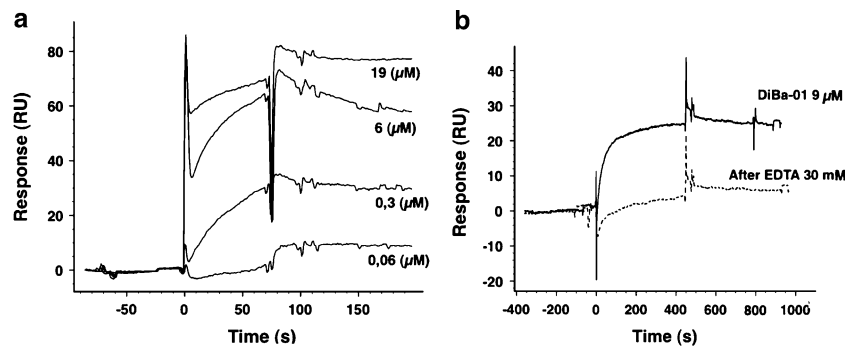 a
Response (RU)
80
60
40
20
0
19 (µM)
6 (µM)
0,3 (µM)
0,06 (µM)
-50
0
50
100
150
Time (s)
b
Response (RU)
40
30
20
10
0
-10
-20
DiBa-01 9 µM
After EDTA 30 mM
-400
-200
0
200
400
600
800
1000
Time (s)